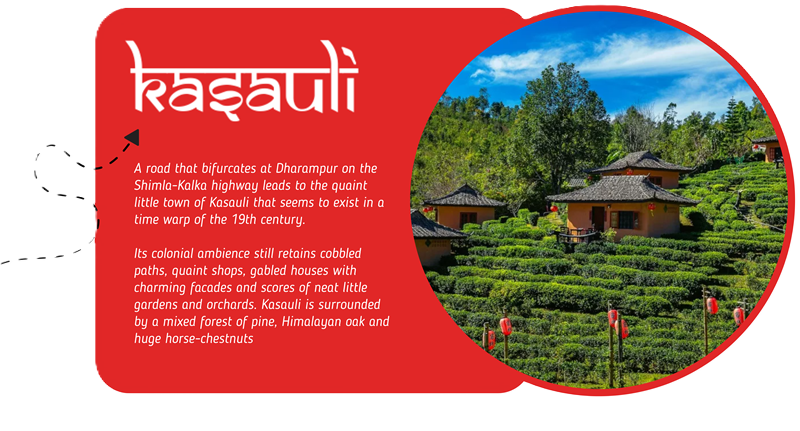 kasauli
A road that bifurcates at Dharampur on the
Shimla-Kalka highway leads to the quaint
little town of Kasauli that seems to exist in a
time warp of the 19th century.
Its colonial ambience still retains cobbled
paths, quaint shops, gabled houses with
charming facades and scores of neat little
gardens and orchards. Kasauli is surrounded
by a mixed forest of pine, Himalayan oak and
huge horse-chestnuts